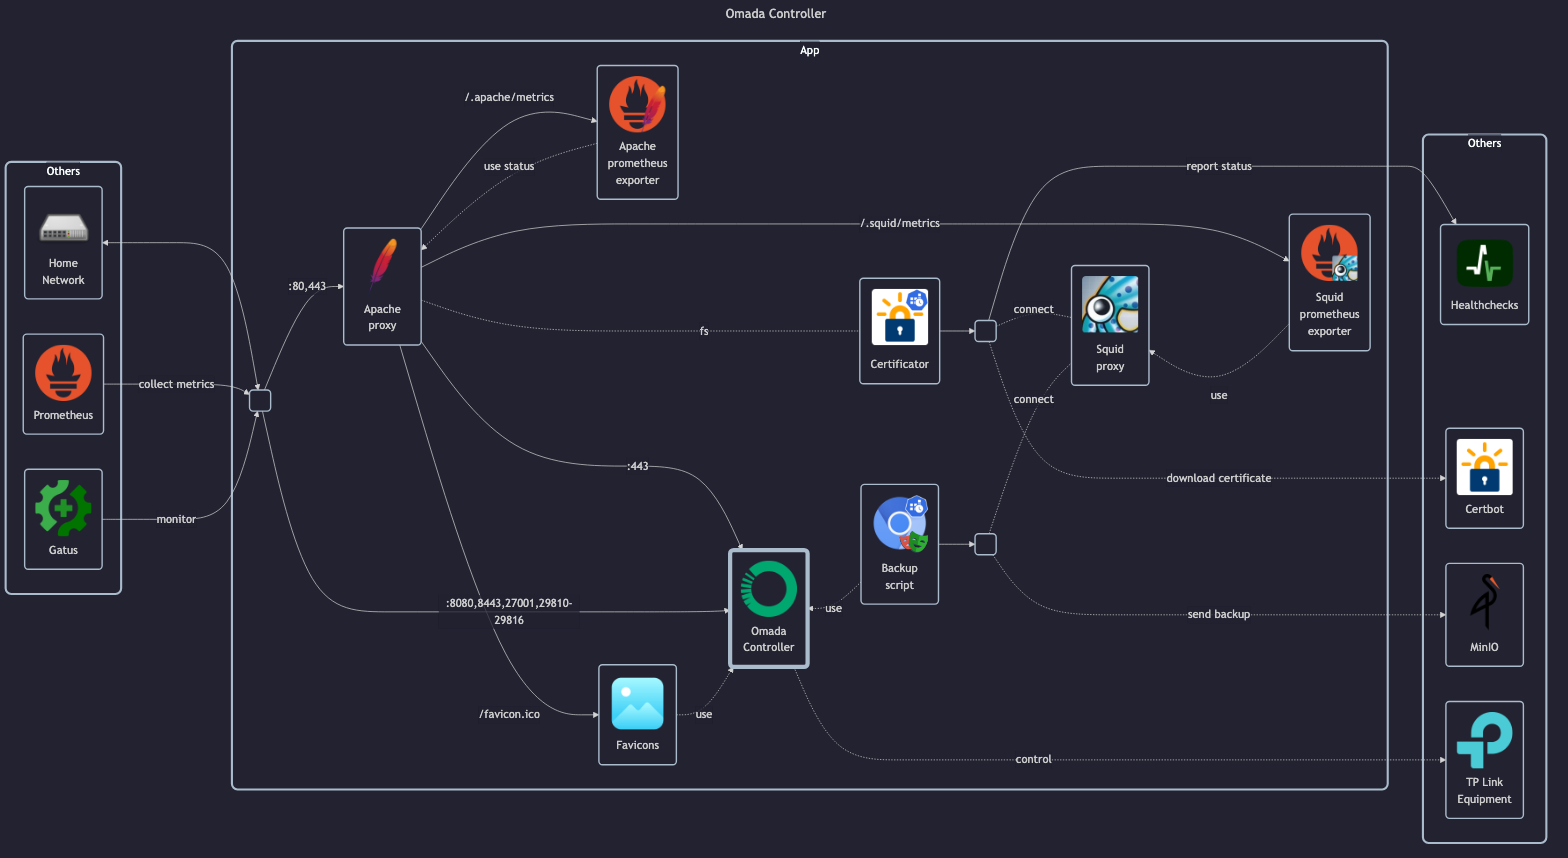 Omada Controller
App
/.apache/metrics
Apache
prometheus
exporter
use status
Others
Home
Network
Prometheus
Gatus
collect metrics
monitor
:80,443
Apache
proxy
/.squid/metrics
fs
Certificator
connect
connect
Squid
proxy
Squid
prometheus
exporter
use
report status
download certificate
:443
Backup
script
use
send backup
:8080,8443,27001,29810-
29816
Omada
Controller
/favicon.ico
Favicons
use
control
Others
Healthchecks
Certbot
MinIO
TP Link
Equipment